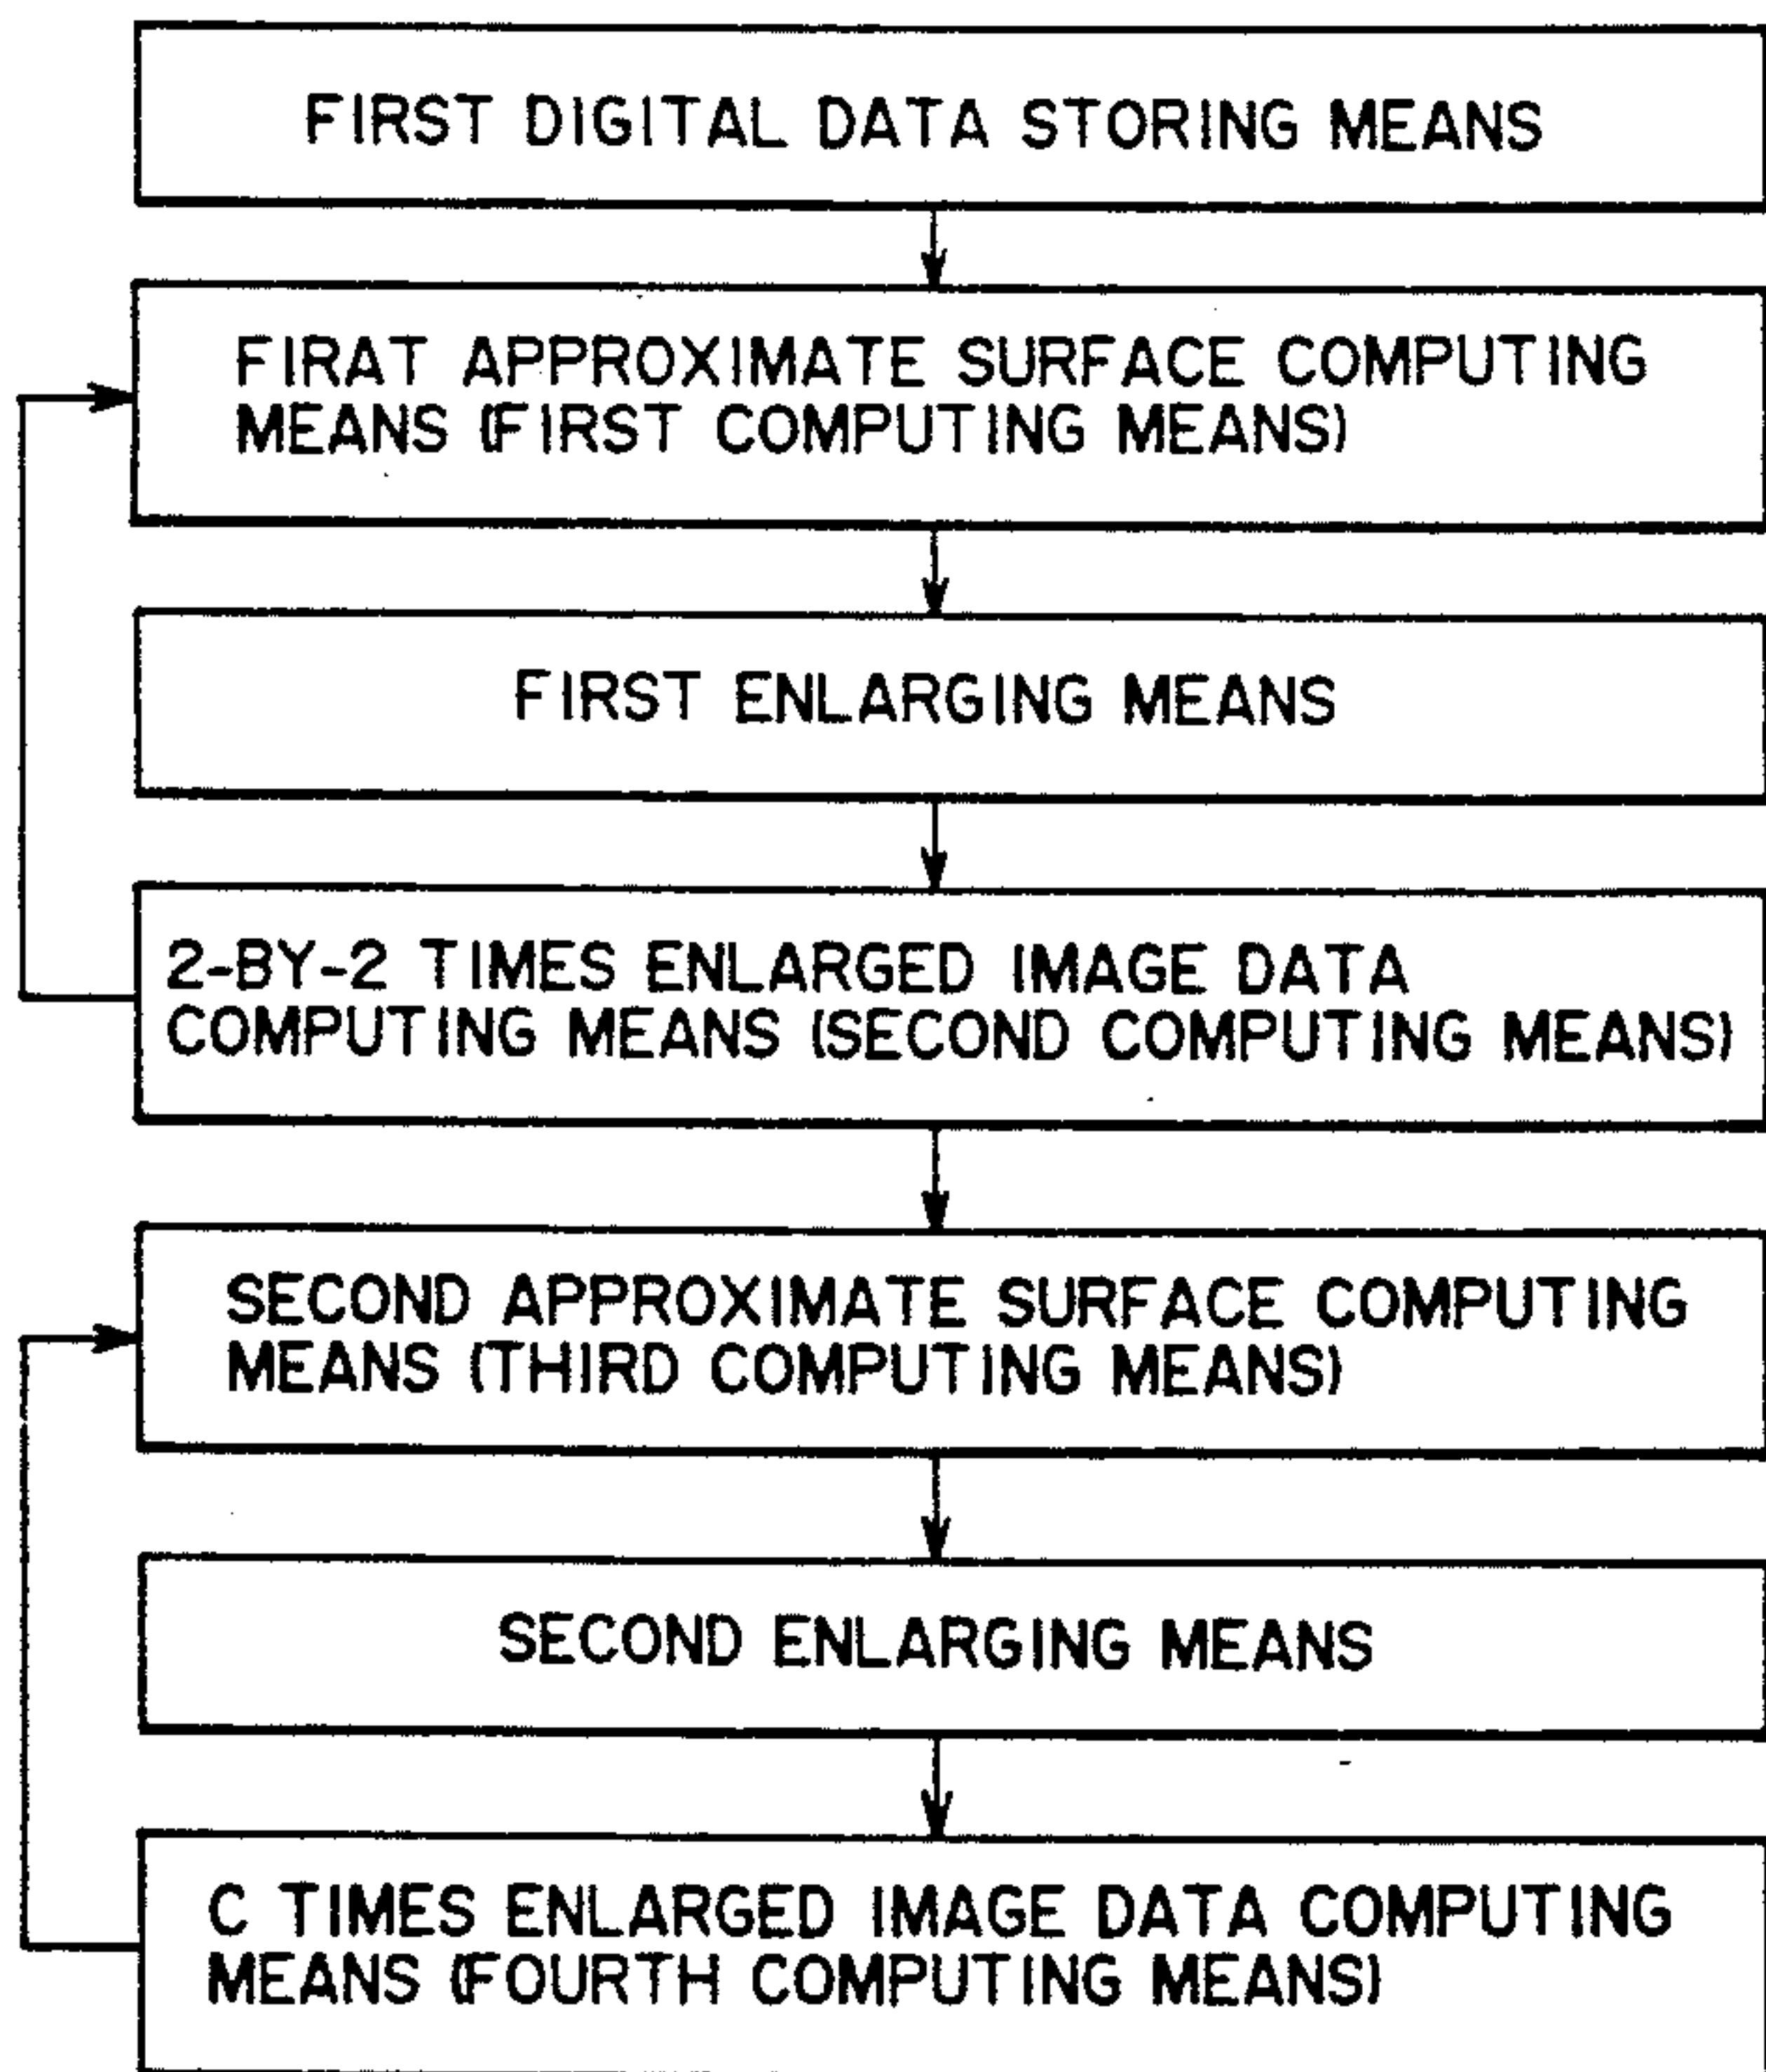 FIRST DIGITAL DATA STORING MEANS
FIRAT APPROXIMATE SURFACE COMPUTING
MEANS (FIRST COMPUTING MEANS)
FIRST ENLARGING MEANS
2-BY-2 TIMES ENLARGED IMAGE DATA
COMPUTING MEANS (SECOND COMPUTING MEANS)
SECOND APPROXIMATE SURFACE COMPUTING
MEANS (THIRD COMPUTING MEANS)
SECOND ENLARGING MEANS
C TIMES ENLARGED IMAGE DATA COMPUTING
MEANS (FOURTH COMPUTING MEANS)